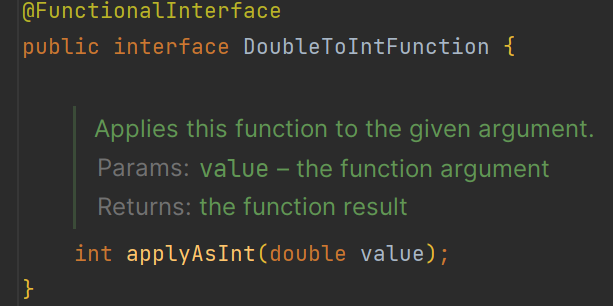 @FunctionalInterface
public interface DoubleToIntFunction {
Applies this function to the given argument.
Params: value – the function argument
Returns: the function result
int applyAsInt(double value);
}